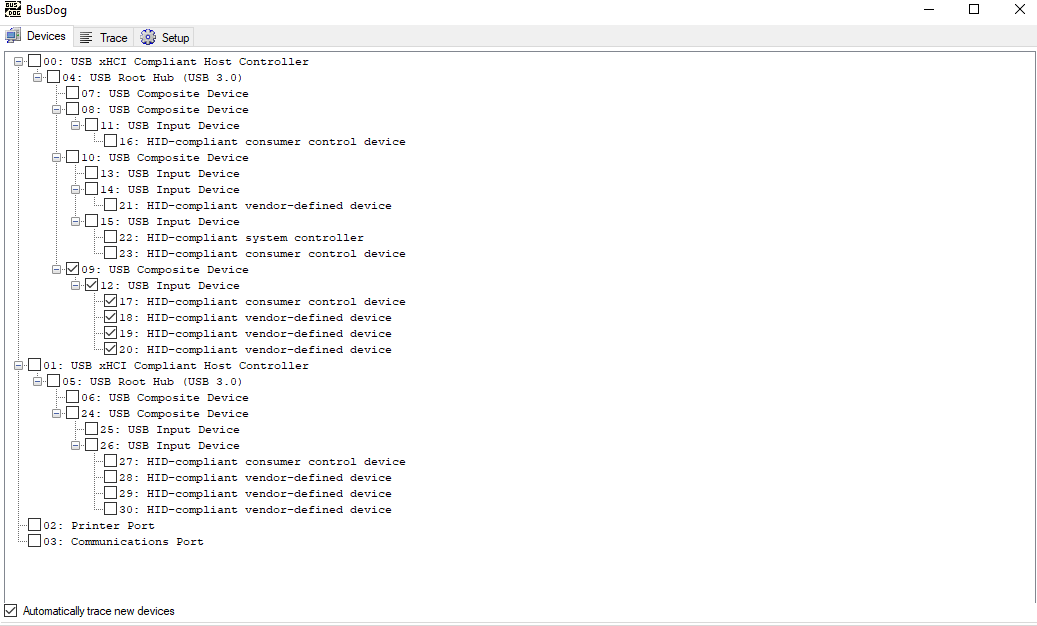 BUS
DOG
BusDog
Devices
Trace
Setup
00: USB xHCI Compliant Host Controller
04: USB Root Hub (USB 3.0)
07: USB Composite Device
08: USB Composite Device
11: USB Input Device
16: HID-compliant consumer control device
10: USB Composite Device
13: USB Input Device
14: USB Input Device
21: HID-compliant vendor-defined device
15: USB Input Device
22: HID-compliant system controller
23: HID-compliant consumer control device
09: USB Composite Device
12: USB Input Device
17: HID-compliant consumer control device
18: HID-compliant vendor-defined device
19: HID-compliant vendor-defined device
20: HID-compliant vendor-defined device
01: USB xHCI Compliant Host Controller
05: USB Root Hub (USB 3.0)
06: USB Composite Device
24: USB Composite Device
25: USB Input Device
26: USB Input Device
27: HID-compliant consumer control device
28: HID-compliant vendor-defined device
29: HID-compliant vendor-defined device
30: HID-compliant vendor-defined device
02: Printer Port
03: Communications Port
Automatically trace new devices